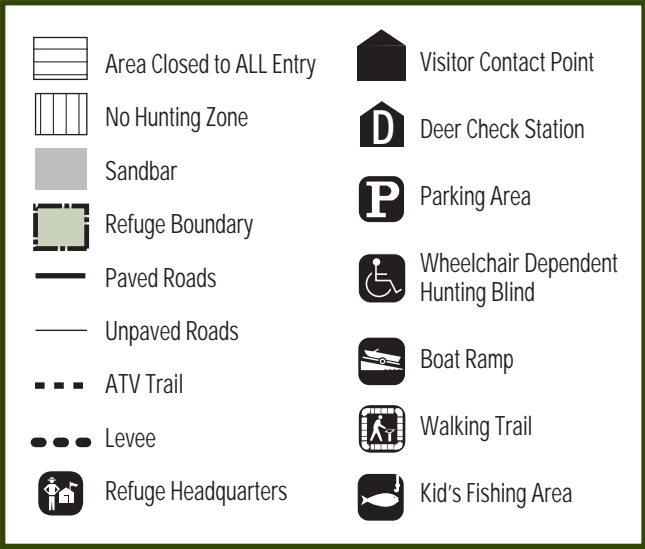 Area Closed to ALL Entry
No Hunting Zone
Sandbar
Refuge Boundary
Paved Roads
Unpaved Roads
ATV Trail
Levee
Refuge Headquarters
Visitor Contact Point
D
Deer Check Station
P
Parking Area
Wheelchair Dependent
Hunting Blind
Boat Ramp
Walking Trail
Kid's Fishing Area